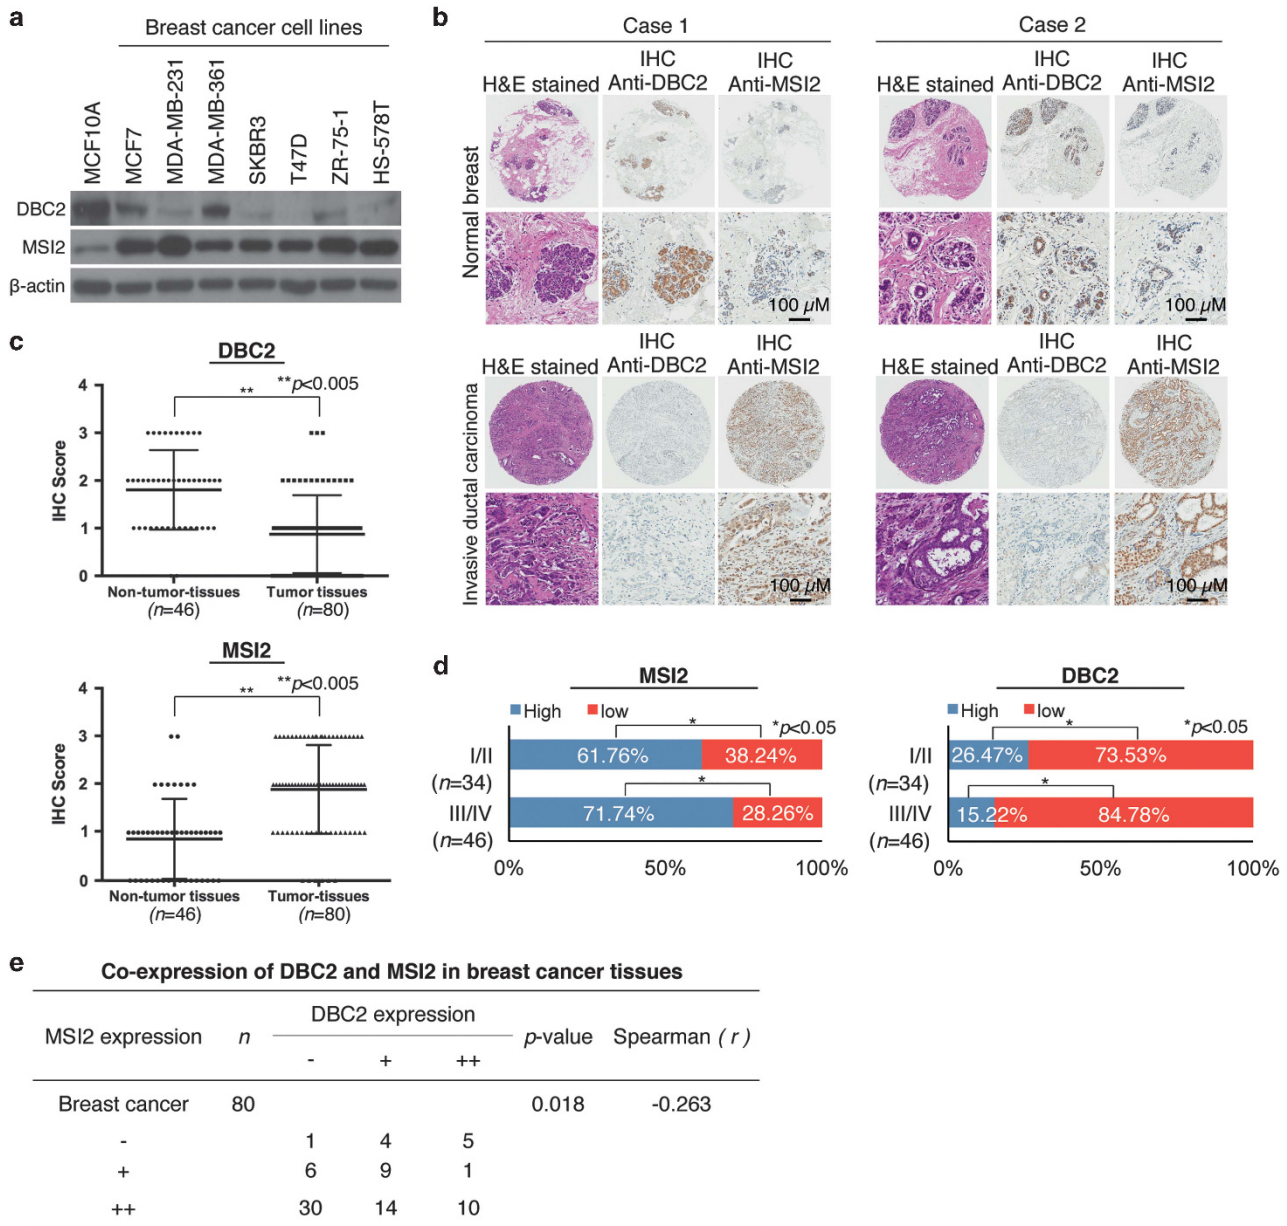 a
Breast cancer cell lines
MCF10A
MCF7
MDA-MB-231
MDA-MB-361
SKBR3
T47D
ZR-75-1
HS-578T
DBC2
MSI2
β-actin
b
Case 1
Case 2
H&E stained
IHC
Anti-DBC2
IHC
Anti-MSI2
H&E stained
IHC
Anti-DBC2
IHC
Anti-MSI2
Normal breast
100 µM
100 µM
H&E stained
IHC
Anti-DBC2
IHC
Anti-MSI2
H&E stained
IHC
Anti-DBC2
IHC
Anti-MSI2
Invasive ductal carcinoma
100 µM
100 µM
c
DBC2
**p<0.005
**
IHC Score
4
3
2
1
0
Non-tumor-tissues
(n=46)
Tumor tissues
(n=80)
MSI2
**p<0.005
**
IHC Score
4
3
2
1
0
Non-tumor tissues
(n=46)
Tumor-tissues
(n=80)
d
MSI2
High low
*
*p<0.05
I/II
(n=34)
61.76% 38.24%
*
III/IV
(n=46)
71.74% 28.26%
0% 50% 100%
DBC2
High low
*
*p<0.05
I/II
(n=34)
26.47% 73.53%
*
III/IV
(n=46)
15.22% 84.78%
0% 50% 100%
e
Co-expression of DBC2 and MSI2 in breast cancer tissues
MSI2 expression n DBC2 expression p-value Spearman ( r )
- + ++
Breast cancer 80 0.018 -0.263
- 1 4 5
+ 6 9 1
++ 30 14 10